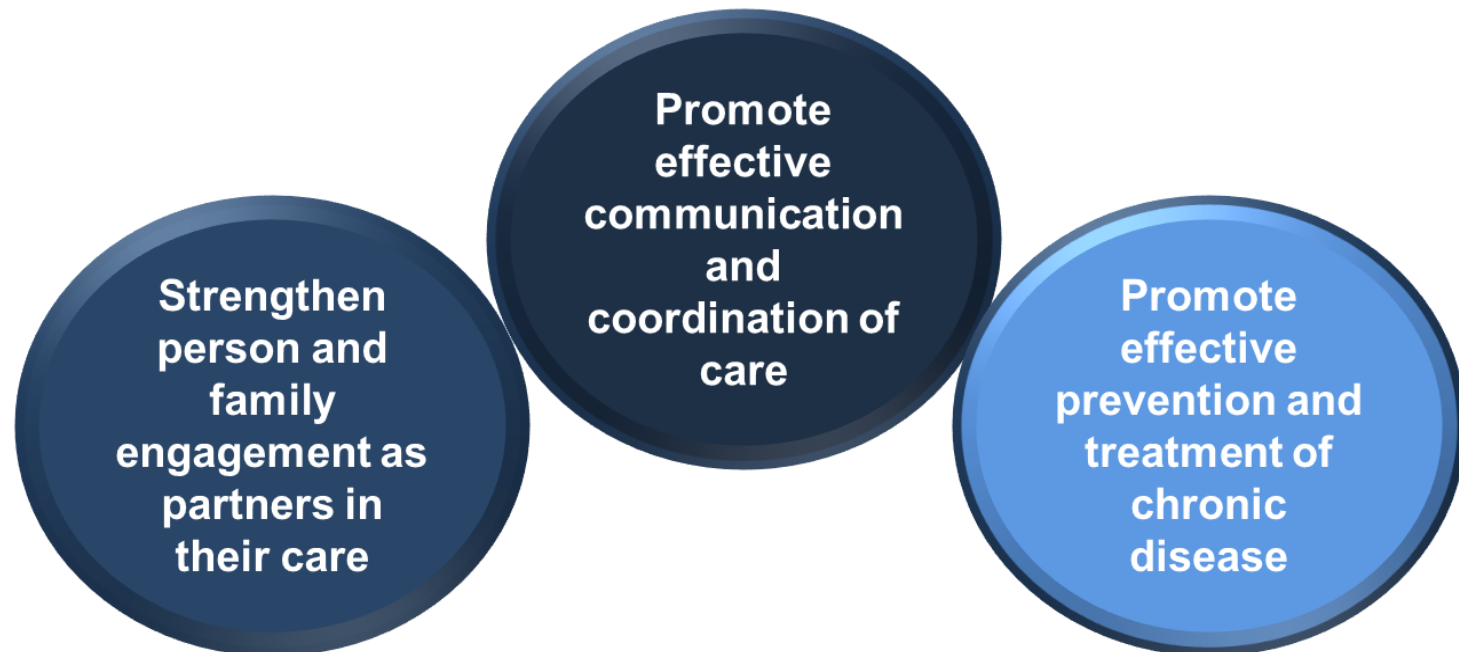 Strengthen
person and
family
engagement as
partners in
their care
Promote
effective
communication
and
coordination of
care
Promote
effective
prevention and
treatment of
chronic
disease